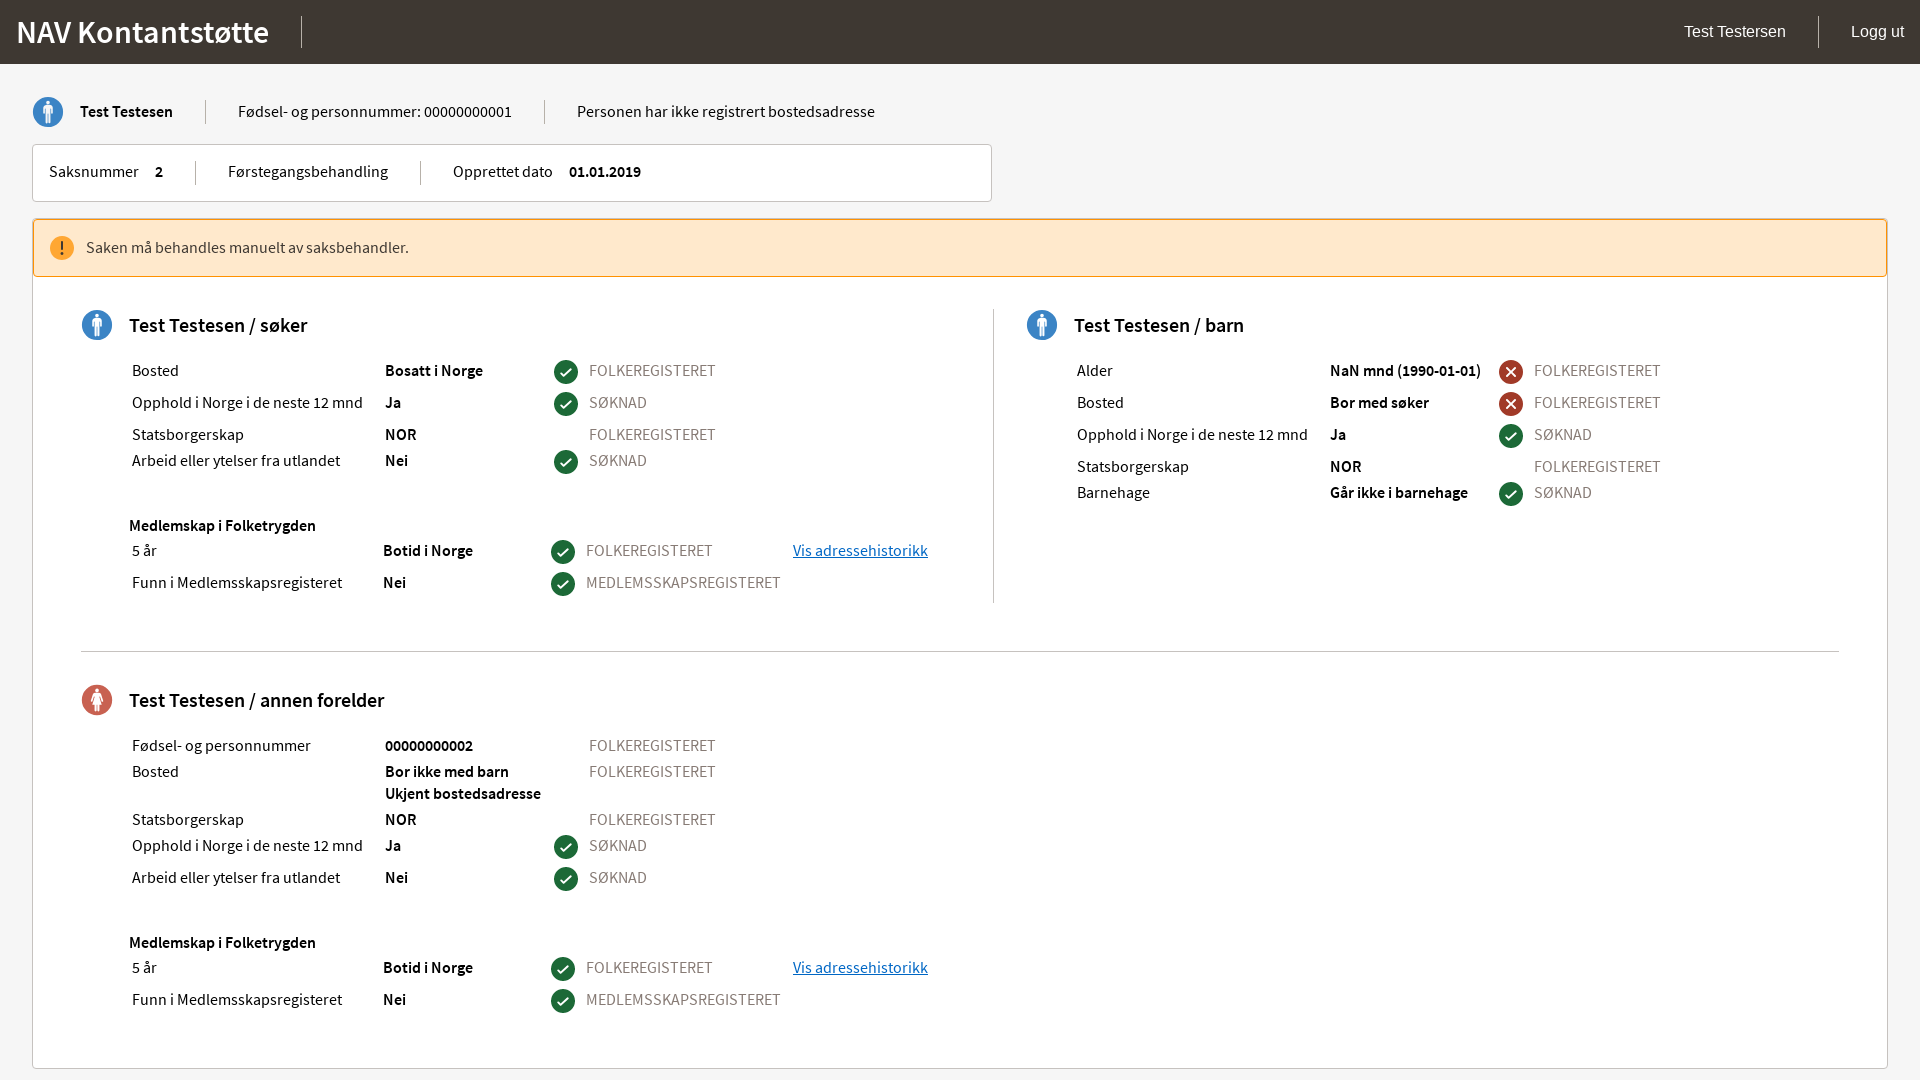 NAV Kontantstøtte
Test Testersen
Logg ut
Test Testesen
Fødsel- og personnummer: 00000000001
Personen har ikke registrert bostedsadresse
Saksnummer 2
Førstegangsbehandling
Opprettet dato 01.01.2019
Saken må behandles manuelt av saksbehandler.
Test Testesen / søker
Bosted Bosatt i Norge FOLKEREGISTERET
Opphold i Norge i de neste 12 mnd Ja SØKNAD
Statsborgerskap NOR FOLKEREGISTERET
Arbeid eller ytelser fra utlandet Nei SØKNAD
Medlemskap i Folketrygden
5 år Botid i Norge FOLKEREGISTERET Vis adressehistorikk
Funn i Medlemsskapsregisteret Nei MEDLEMSSKAPSREGISTERET
Test Testesen / barn
Alder NaN mnd (1990-01-01) FOLKEREGISTERET
Bosted Bor med søker FOLKEREGISTERET
Opphold i Norge i de neste 12 mnd Ja SØKNAD
Statsborgerskap NOR FOLKEREGISTERET
Barnehage Går ikke i barnehage SØKNAD
Test Testesen / annen forelder
Fødsel- og personnummer 00000000002 FOLKEREGISTERET
Bosted Bor ikke med barn FOLKEREGISTERET
Ukjent bostedsadresse
Statsborgerskap NOR FOLKEREGISTERET
Opphold i Norge i de neste 12 mnd Ja SØKNAD
Arbeid eller ytelser fra utlandet Nei SØKNAD
Medlemskap i Folketrygden
5 år Botid i Norge FOLKEREGISTERET Vis adressehistorikk
Funn i Medlemsskapsregisteret Nei MEDLEMSSKAPSREGISTERET